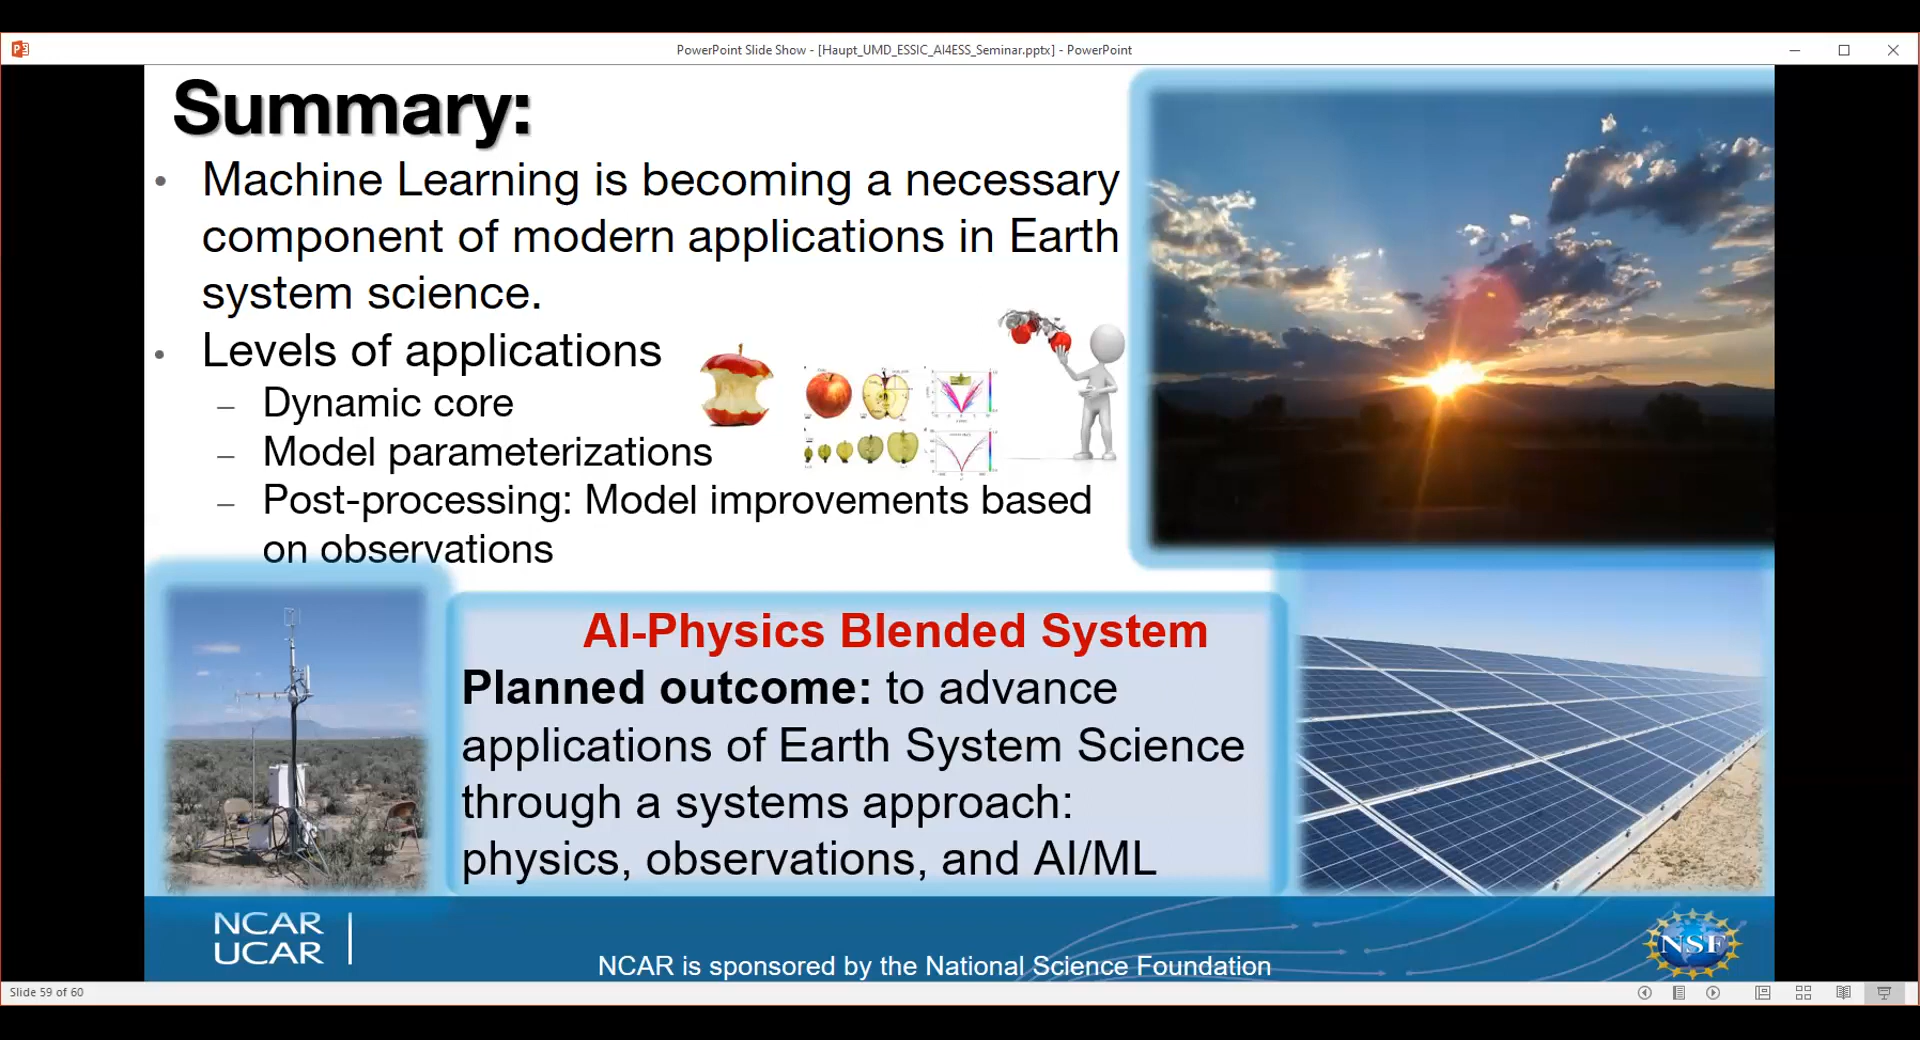 PowerPoint Slide Show - [Haupt_UMD_ESSIC_AI4ESS_Seminar.pptx] - PowerPoint
Summary:
• Machine Learning is becoming a necessary
component of modern applications in Earth
system science.
• Levels of applications
– Dynamic core
– Model parameterizations
– Post-processing: Model improvements based
on observations
AI-Physics Blended System
Planned outcome: to advance
applications of Earth System Science
through a systems approach:
physics, observations, and AI/ML
NCAR
UCAR
NCAR is sponsored by the National Science Foundation
NSF
Slide 59 of 60